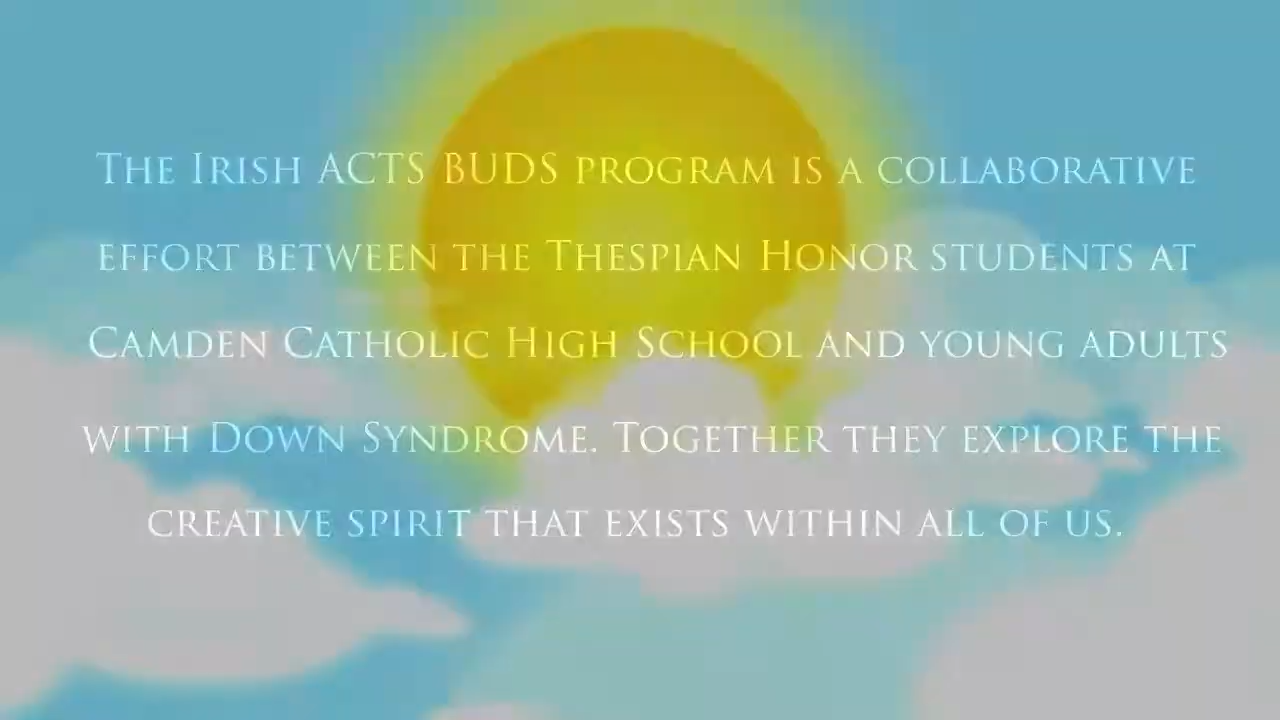 The Irish ACTS BUDS program is a collaborative
effort between the Thespian Honor students at
Camden Catholic High School and young adults
with Down Syndrome. Together they explore the
creative spirit that exists within all of us.